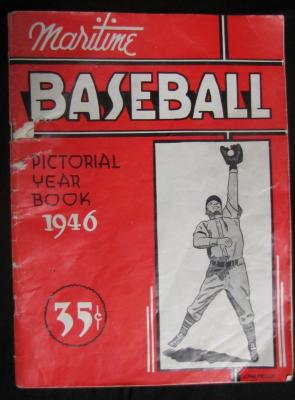 Maritime
BASEBALL
PICTORIAL
YEAR
BOOK
1946
35¢